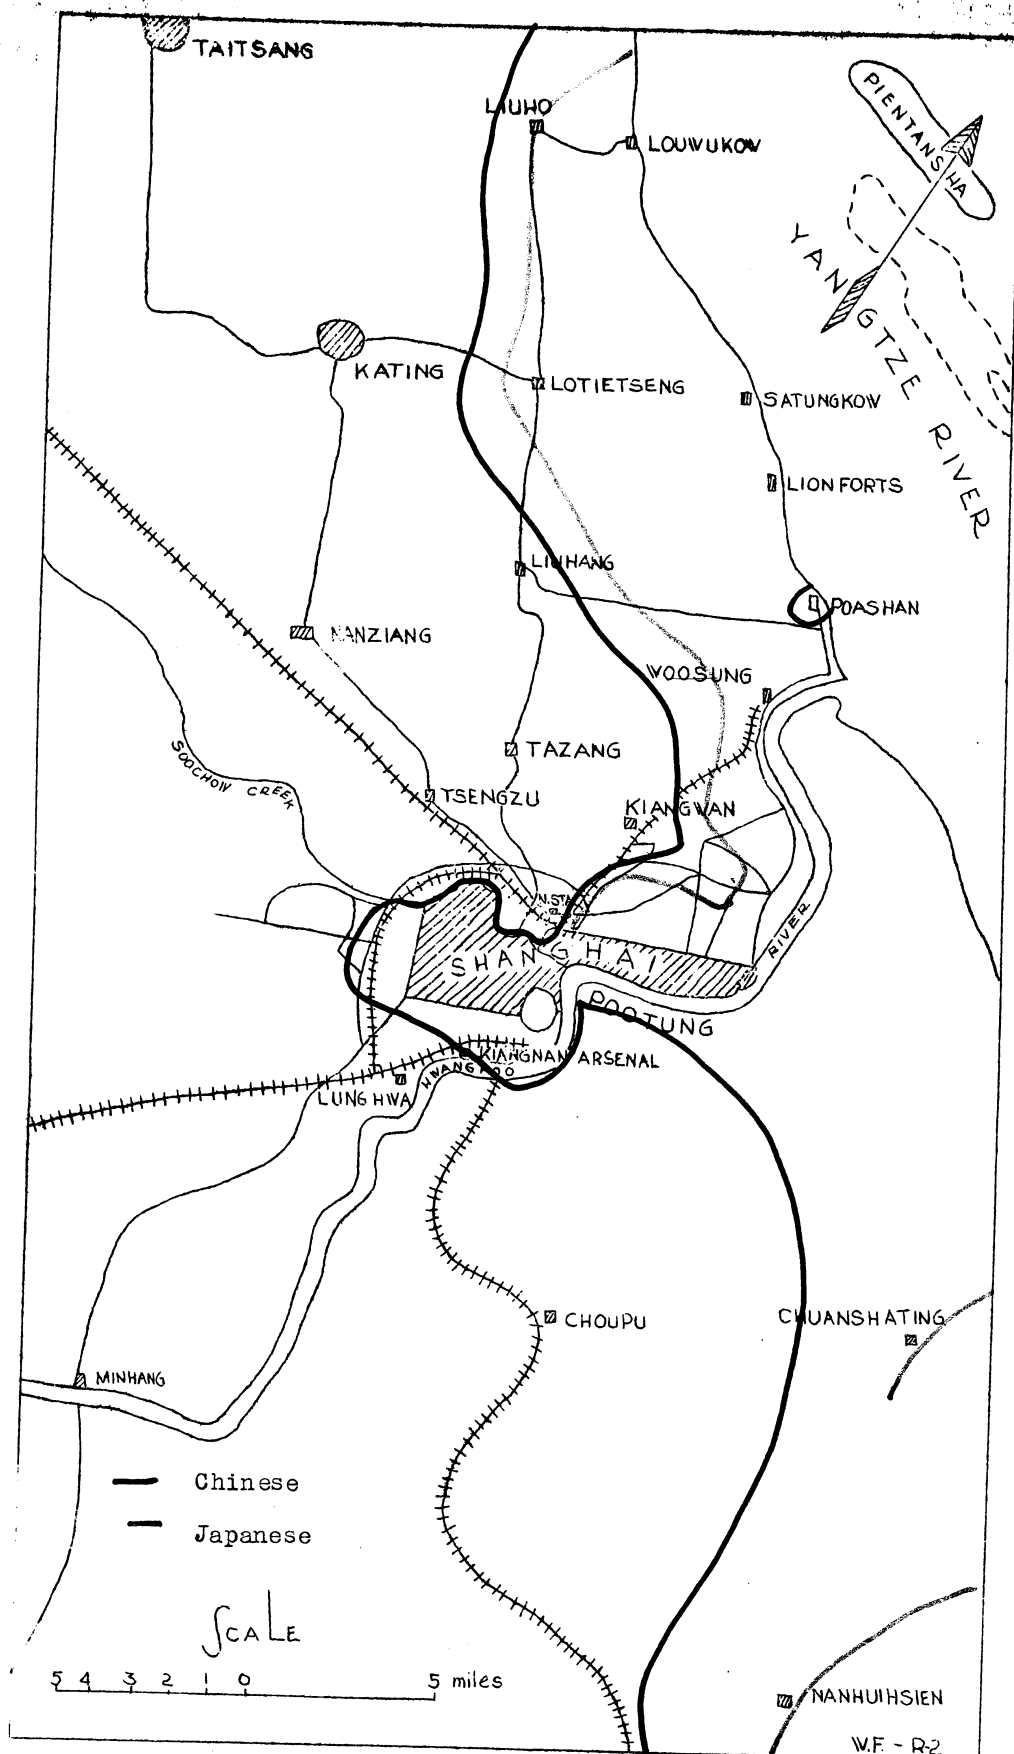 TAITSANG
LIUHO
LOUWUKOW
PIENTANSHA
YANGTZE RIVER
KATING
LOTIETSENG
SATUNGKOW
LION FORTS
LIUHANG
POASHAN
NANZIANG
WOOSUNG
TAZANG
SOOCHOW CREEK
TSENGZU
KIANGWAN
N. STA
SHANGHAI
RIVER
POOTUNG
KIANGNAN ARSENAL
HWANGPOO
LUNGHWA
CHOUPU
CHUANSHATING
MINHANG
Chinese
Japanese
SCALE
5 4 3 2 1 0 5 miles
NANHUIHSIEN
W.F. - R-2